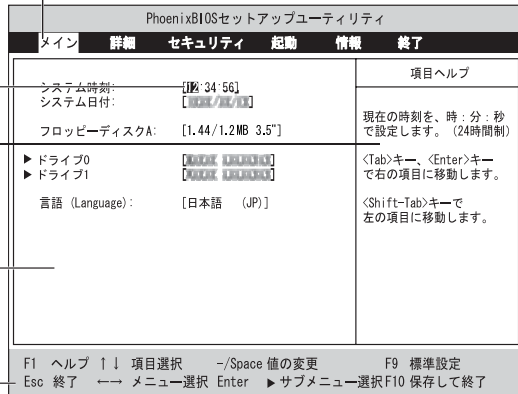 PhoenixBIOSセットアップユーティリティ
メイン 詳細 セキュリティ 起動 情報 終了
システム時刻: [12:34:56]
システム日付:
フロッピーディスクA: [1.44/1.2MB 3.5"]
▶ ドライブ0
▶ ドライブ1
言語 (Language): [日本語 (JP)]
項目ヘルプ
現在の時刻を、時:分:秒
で設定します。(24時間制)
<Tab>キー、<Enter>キー
で右の項目に移動します。
<Shift-Tab>キーで
左の項目に移動します。
F1 ヘルプ ↑↓ 項目選択 -/Space 値の変更 F9 標準設定
Esc 終了 ←→ メニュー選択 Enter ▶サブメニュー選択 F10 保存して終了